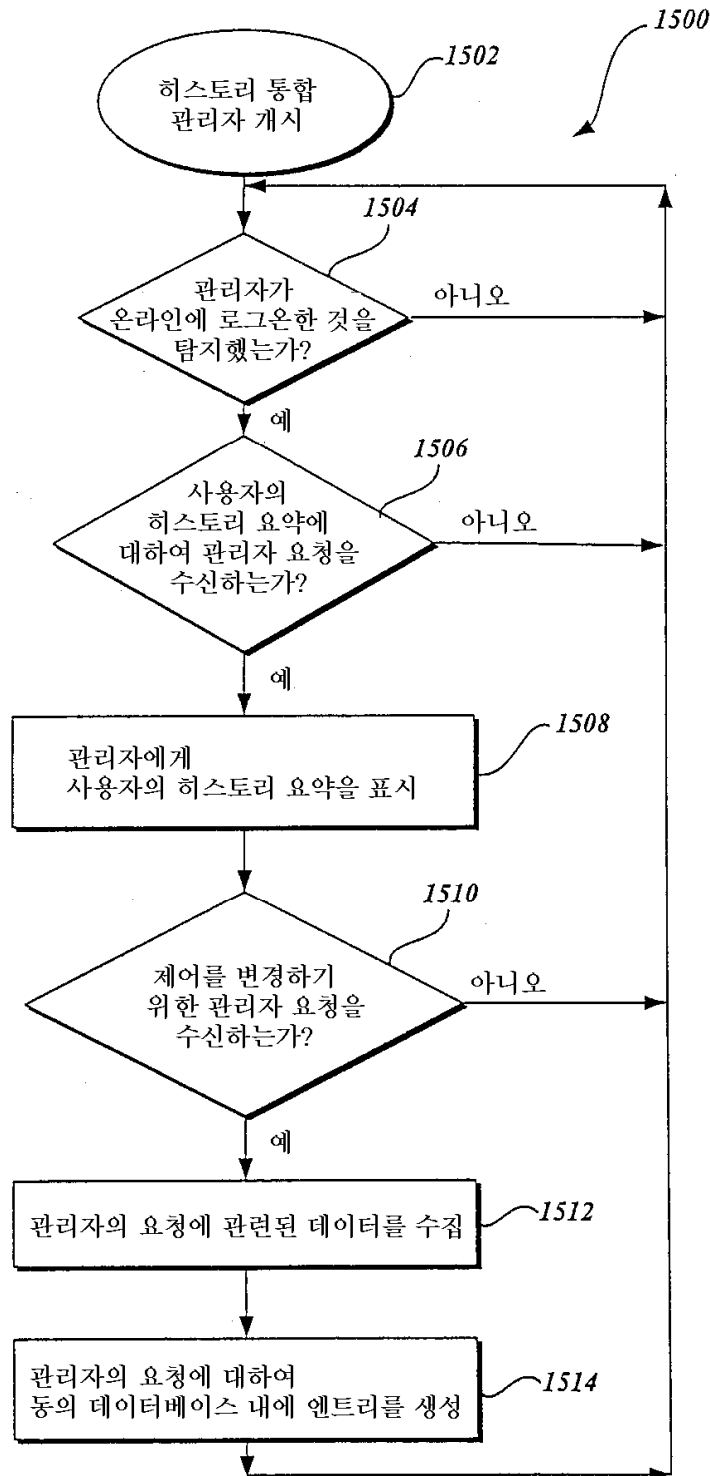 1500
1502
히스토리 통합
관리자 개시
1504
관리자가
온라인에 로그온한 것을
탐지했는가?
아니오
예
1506
사용자의
히스토리 요약에
대하여 관리자 요청을
수신하는가?
아니오
예
1508
관리자에게
사용자의 히스토리 요약을 표시
1510
제어를 변경하기
위한 관리자 요청을
수신하는가?
아니오
예
관리자의 요청에 관련된 데이터를 수집
1512
관리자의 요청에 대하여
동의 데이터베이스 내에 엔트리를 생성
1514